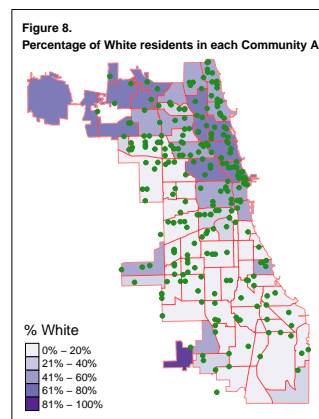 Figure 8.
Percentage of White residents in each Community A
% White
0% − 20%
21% − 40%
41% − 60%
61% − 80%
81% − 100%